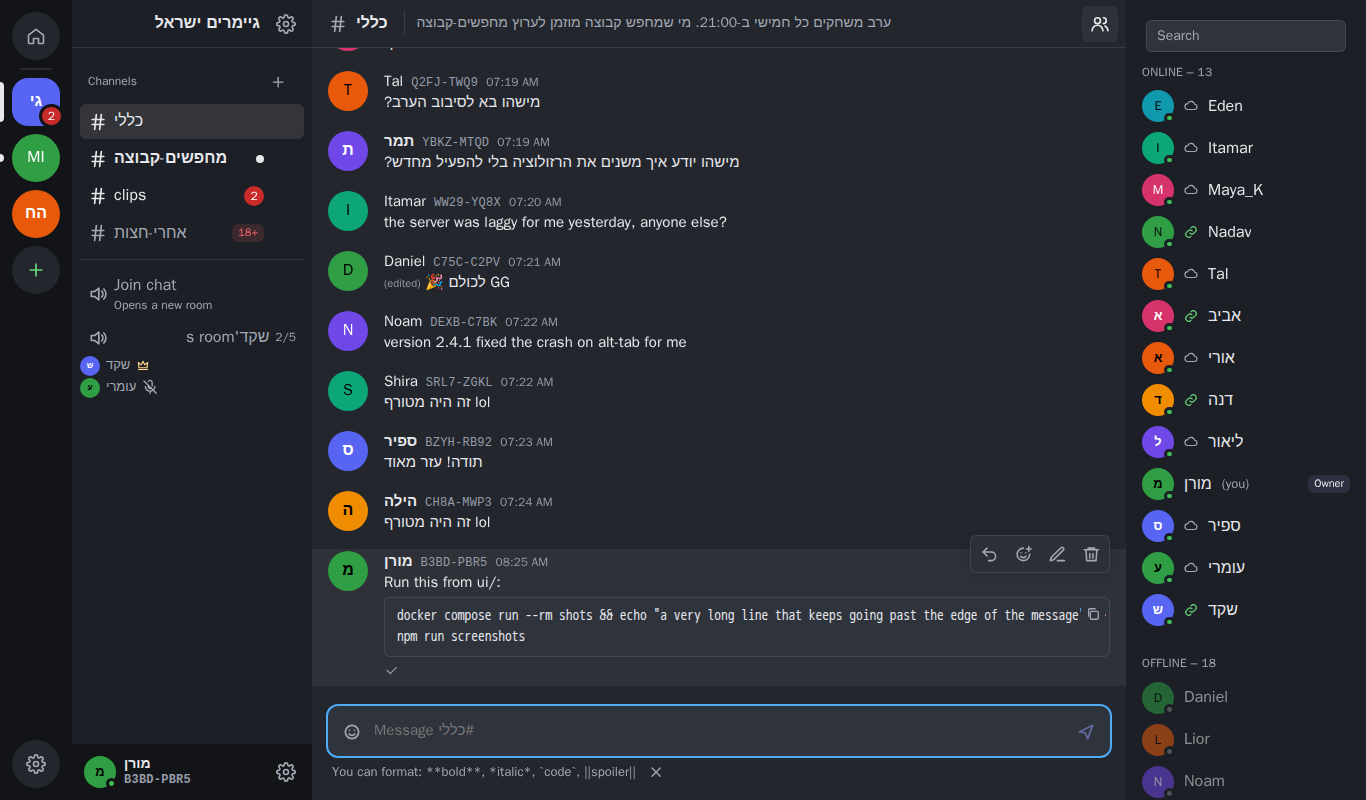 גי
2
MI
הח
גיימרים ישראל
Channels
כללי
מחפשים-קבוצה
clips
2
אחרי-חצות
18+
Join chat
Opens a new room
שקד's room
2/5
ש
שקד
ע
עומרי
מ
מורן
B3BD-PBR5
# כללי
ערב משחקים כל חמישי ב-21:00. מי שמחפש קבוצה מוזמן לערוץ מחפשים-קבוצה
T
Tal Q2FJ-TWQ9 07:19 AM
מישהו בא לסיבוב הערב?
ת
תמר YBKZ-MTQD 07:19 AM
מישהו יודע איך משנים את הרזולוציה בלי להפעיל מחדש?
I
Itamar WW29-YQ8X 07:20 AM
the server was laggy for me yesterday, anyone else?
D
Daniel C75C-C2PV 07:21 AM
GG לכולם 🎉 (edited)
N
Noam DEXB-C7BK 07:22 AM
version 2.4.1 fixed the crash on alt-tab for me
S
Shira SRL7-ZGKL 07:22 AM
זה היה מטורף lol
ס
ספיר BZYH-RB92 07:23 AM
תודה! עזר מאוד
ה
הילה CH8A-MWP3 07:24 AM
זה היה מטורף lol
מ
מורן B3BD-PBR5 08:25 AM
Run this from ui/:
docker compose run --rm shots && echo "a very long line that keeps going past the edge of the message"
npm run screenshots
Message #כללי
You can format: **bold**, *italic*, `code`, ||spoiler||
Search
ONLINE — 13
E
Eden
I
Itamar
M
Maya_K
N
Nadav
T
Tal
א
אביב
א
אורי
ד
דנה
ל
ליאור
מ
מורן (you) Owner
ס
ספיר
ע
עומרי
ש
שקד
OFFLINE — 18
D
Daniel
L
Lior
N
Noam